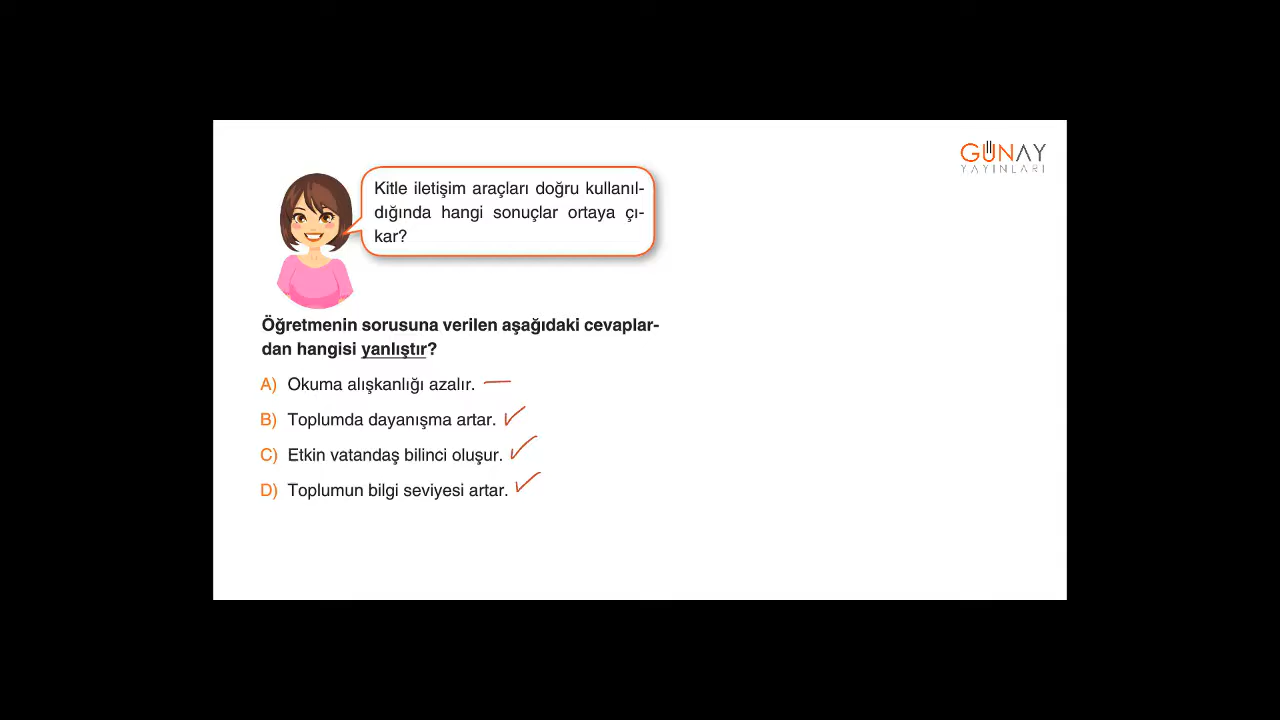 GÜNAY
YAYINLARI
Kitle iletişim araçları doğru kullanıl-
dığında hangi sonuçlar ortaya çı-
kar?
Öğretmenin sorusuna verilen aşağıdaki cevaplar-
dan hangisi yanlıştır?
A) Okuma alışkanlığı azalır.
B) Toplumda dayanışma artar.
C) Etkin vatandaş bilinci oluşur.
D) Toplumun bilgi seviyesi artar.